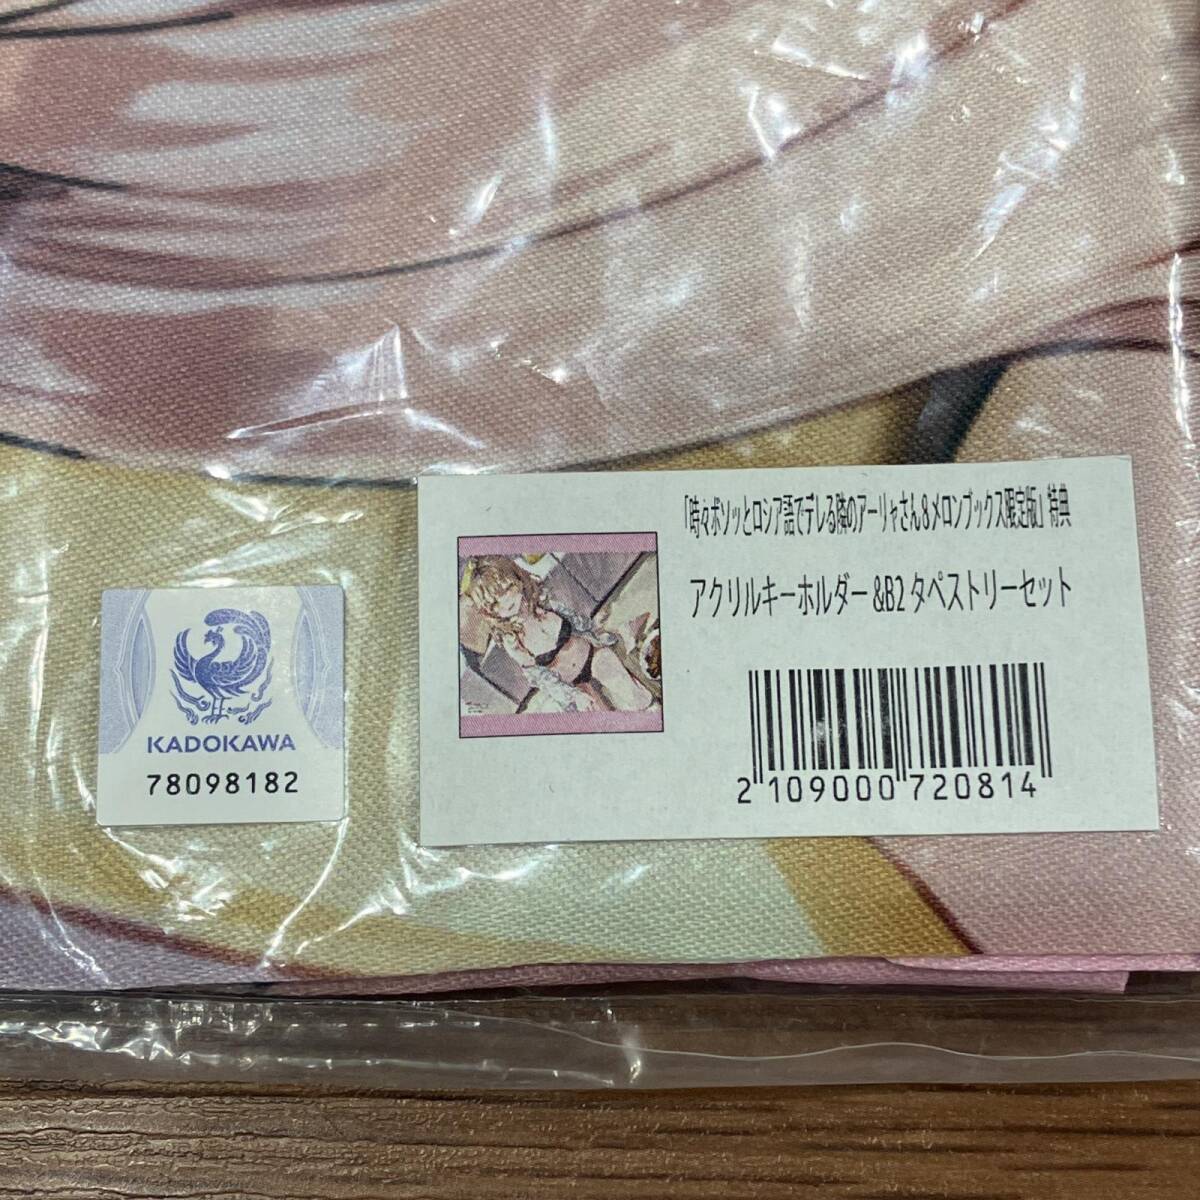 「時々ボソッとロシア語でデレる隣のアーリャさん8メロンブックス限定版」特典
アクリルキーホルダー&B2タペストリーセット
2109000720814
KADOKAWA
78098182